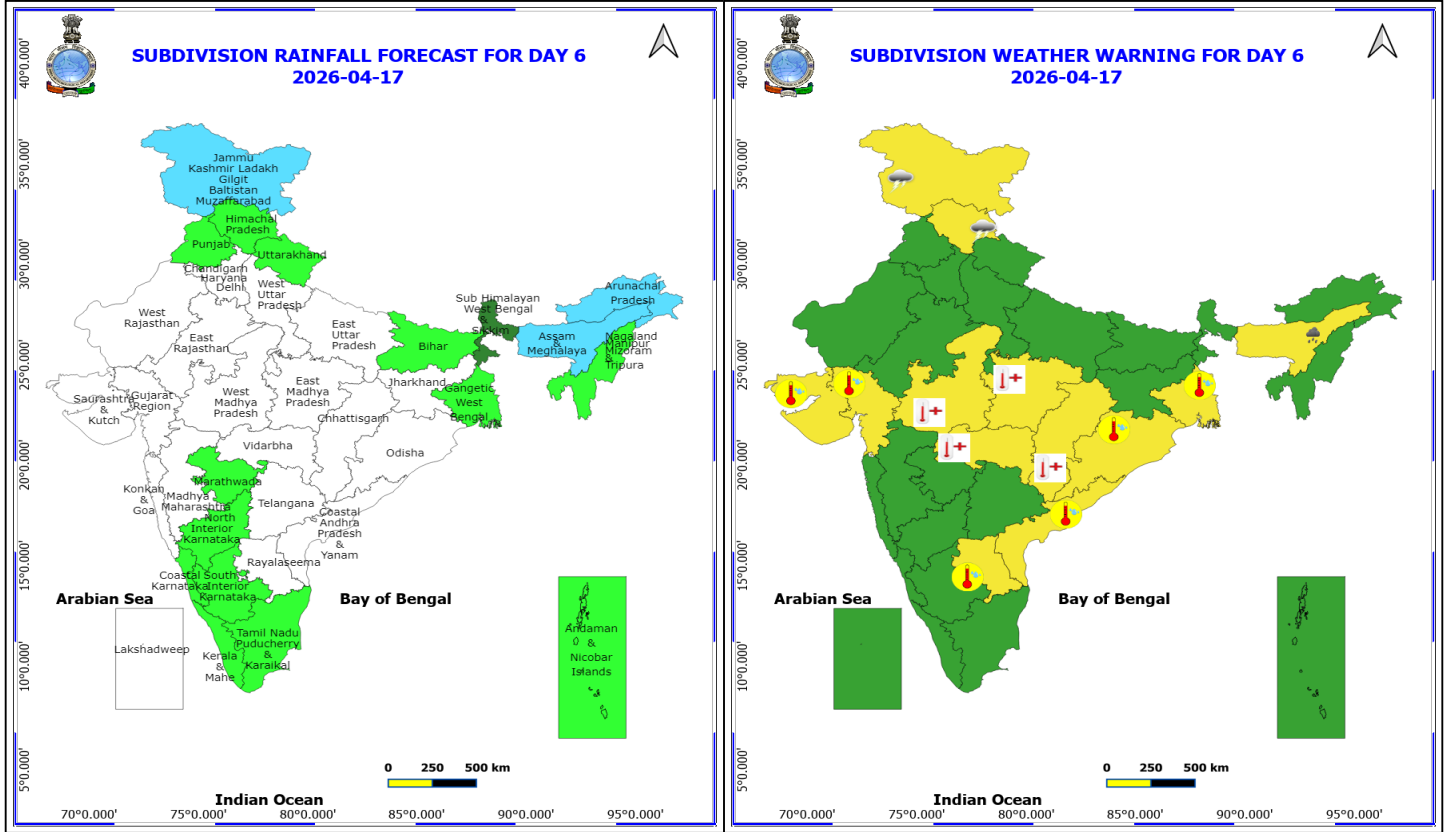 SUBDIVISION RAINFALL FORECAST FOR DAY 6
2026-04-17
40°0.000'
35°0.000'
30°0.000'
25°0.000'
20°0.000'
15°0.000'
10°0.000'
5°0.000'
Jammu
Kashmir Ladakh
Gilgit
Baltistan
Muzaffarabad
Himachal
Pradesh
Punjab
Uttarakhand
Chandigarh
Haryana
Delhi
West
Uttar
Pradesh
West
Rajasthan
East
Rajasthan
East
Uttar
Pradesh
Bihar
Sub Himalayan
West Bengal
&
Sikkim
Arunachal
Pradesh
Assam
&
Meghalaya
Nagaland
Manipur
Mizoram
&
Tripura
Saurashtra
&
Kutch
Gujarat
Region
West
Madhya
Pradesh
East
Madhya
Pradesh
Jharkhand
Gangetic
West
Bengal
Chhattisgarh
Vidarbha
Odisha
Konkan
&
Goa
Madhya
Maharashtra
Marathwada
North
Interior
Karnataka
Telangana
Coastal
Andhra
Pradesh
&
Yanam
Rayalaseema
Coastal
Karnataka
South
Interior
Karnataka
Tamil Nadu
Puducherry
&
Karaikal
Kerala
&
Mahe
Lakshadweep
Andaman
&
Nicobar
Islands
Arabian Sea
Bay of Bengal
Indian Ocean
0 250 500 km
70°0.000' 75°0.000' 80°0.000' 85°0.000' 90°0.000' 95°0.000'
SUBDIVISION WEATHER WARNING FOR DAY 6
2026-04-17
40°0.000'
35°0.000'
30°0.000'
25°0.000'
20°0.000'
15°0.000'
10°0.000'
5°0.000'
Arabian Sea
Bay of Bengal
Indian Ocean
0 250 500 km
70°0.000' 75°0.000' 80°0.000' 85°0.000' 90°0.000' 95°0.000'